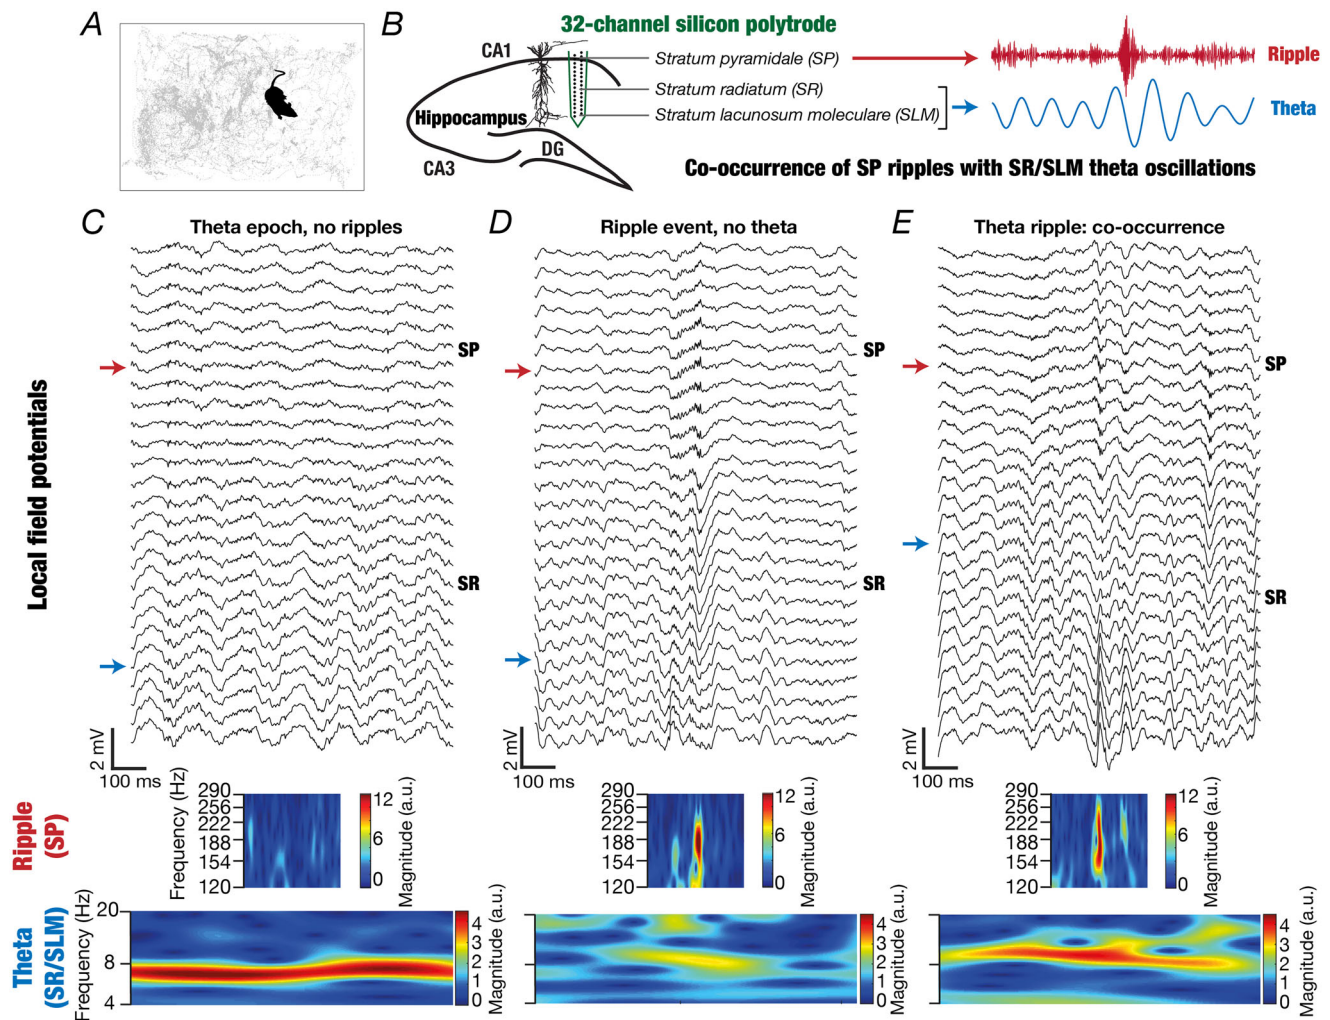 A
B
32-channel silicon polytrode
CA1
Stratum pyramidale (SP)
Ripple
Stratum radiatum (SR)
Hippocampus
Stratum lacunosum moleculare (SLM)
Theta
DG
CA3
Co-occurrence of SP ripples with SR/SLM theta oscillations
C
Theta epoch, no ripples
D
Ripple event, no theta
E
Theta ripple: co-occurrence
Local field potentials
SP
SP
SP
SR
SR
SR
2 mV
100 ms
2 mV
100 ms
2 mV
100 ms
Ripple
(SP)
Frequency (Hz)
290
256
222
188
154
120
12
6
0
Magnitude (a.u.)
290
256
222
188
154
120
12
6
0
Magnitude (a.u.)
290
256
222
188
154
120
12
6
0
Magnitude (a.u.)
Theta
(SR/SLM)
Frequency (Hz)
20
8
4
4
3
2
1
0
Magnitude (a.u.)
4
3
2
1
0
Magnitude (a.u.)
4
3
2
1
0
Magnitude (a.u.)